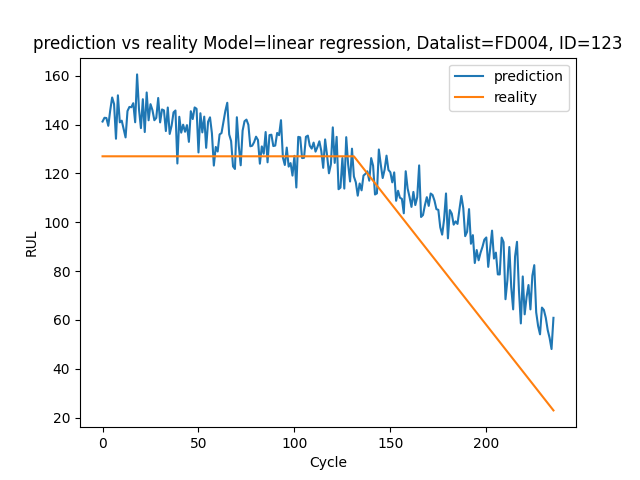 prediction vs reality Model=linear regression, Datalist=FD004, ID=123
prediction
reality
RUL
160
140
120
100
80
60
40
20
0
50
100
150
200
Cycle